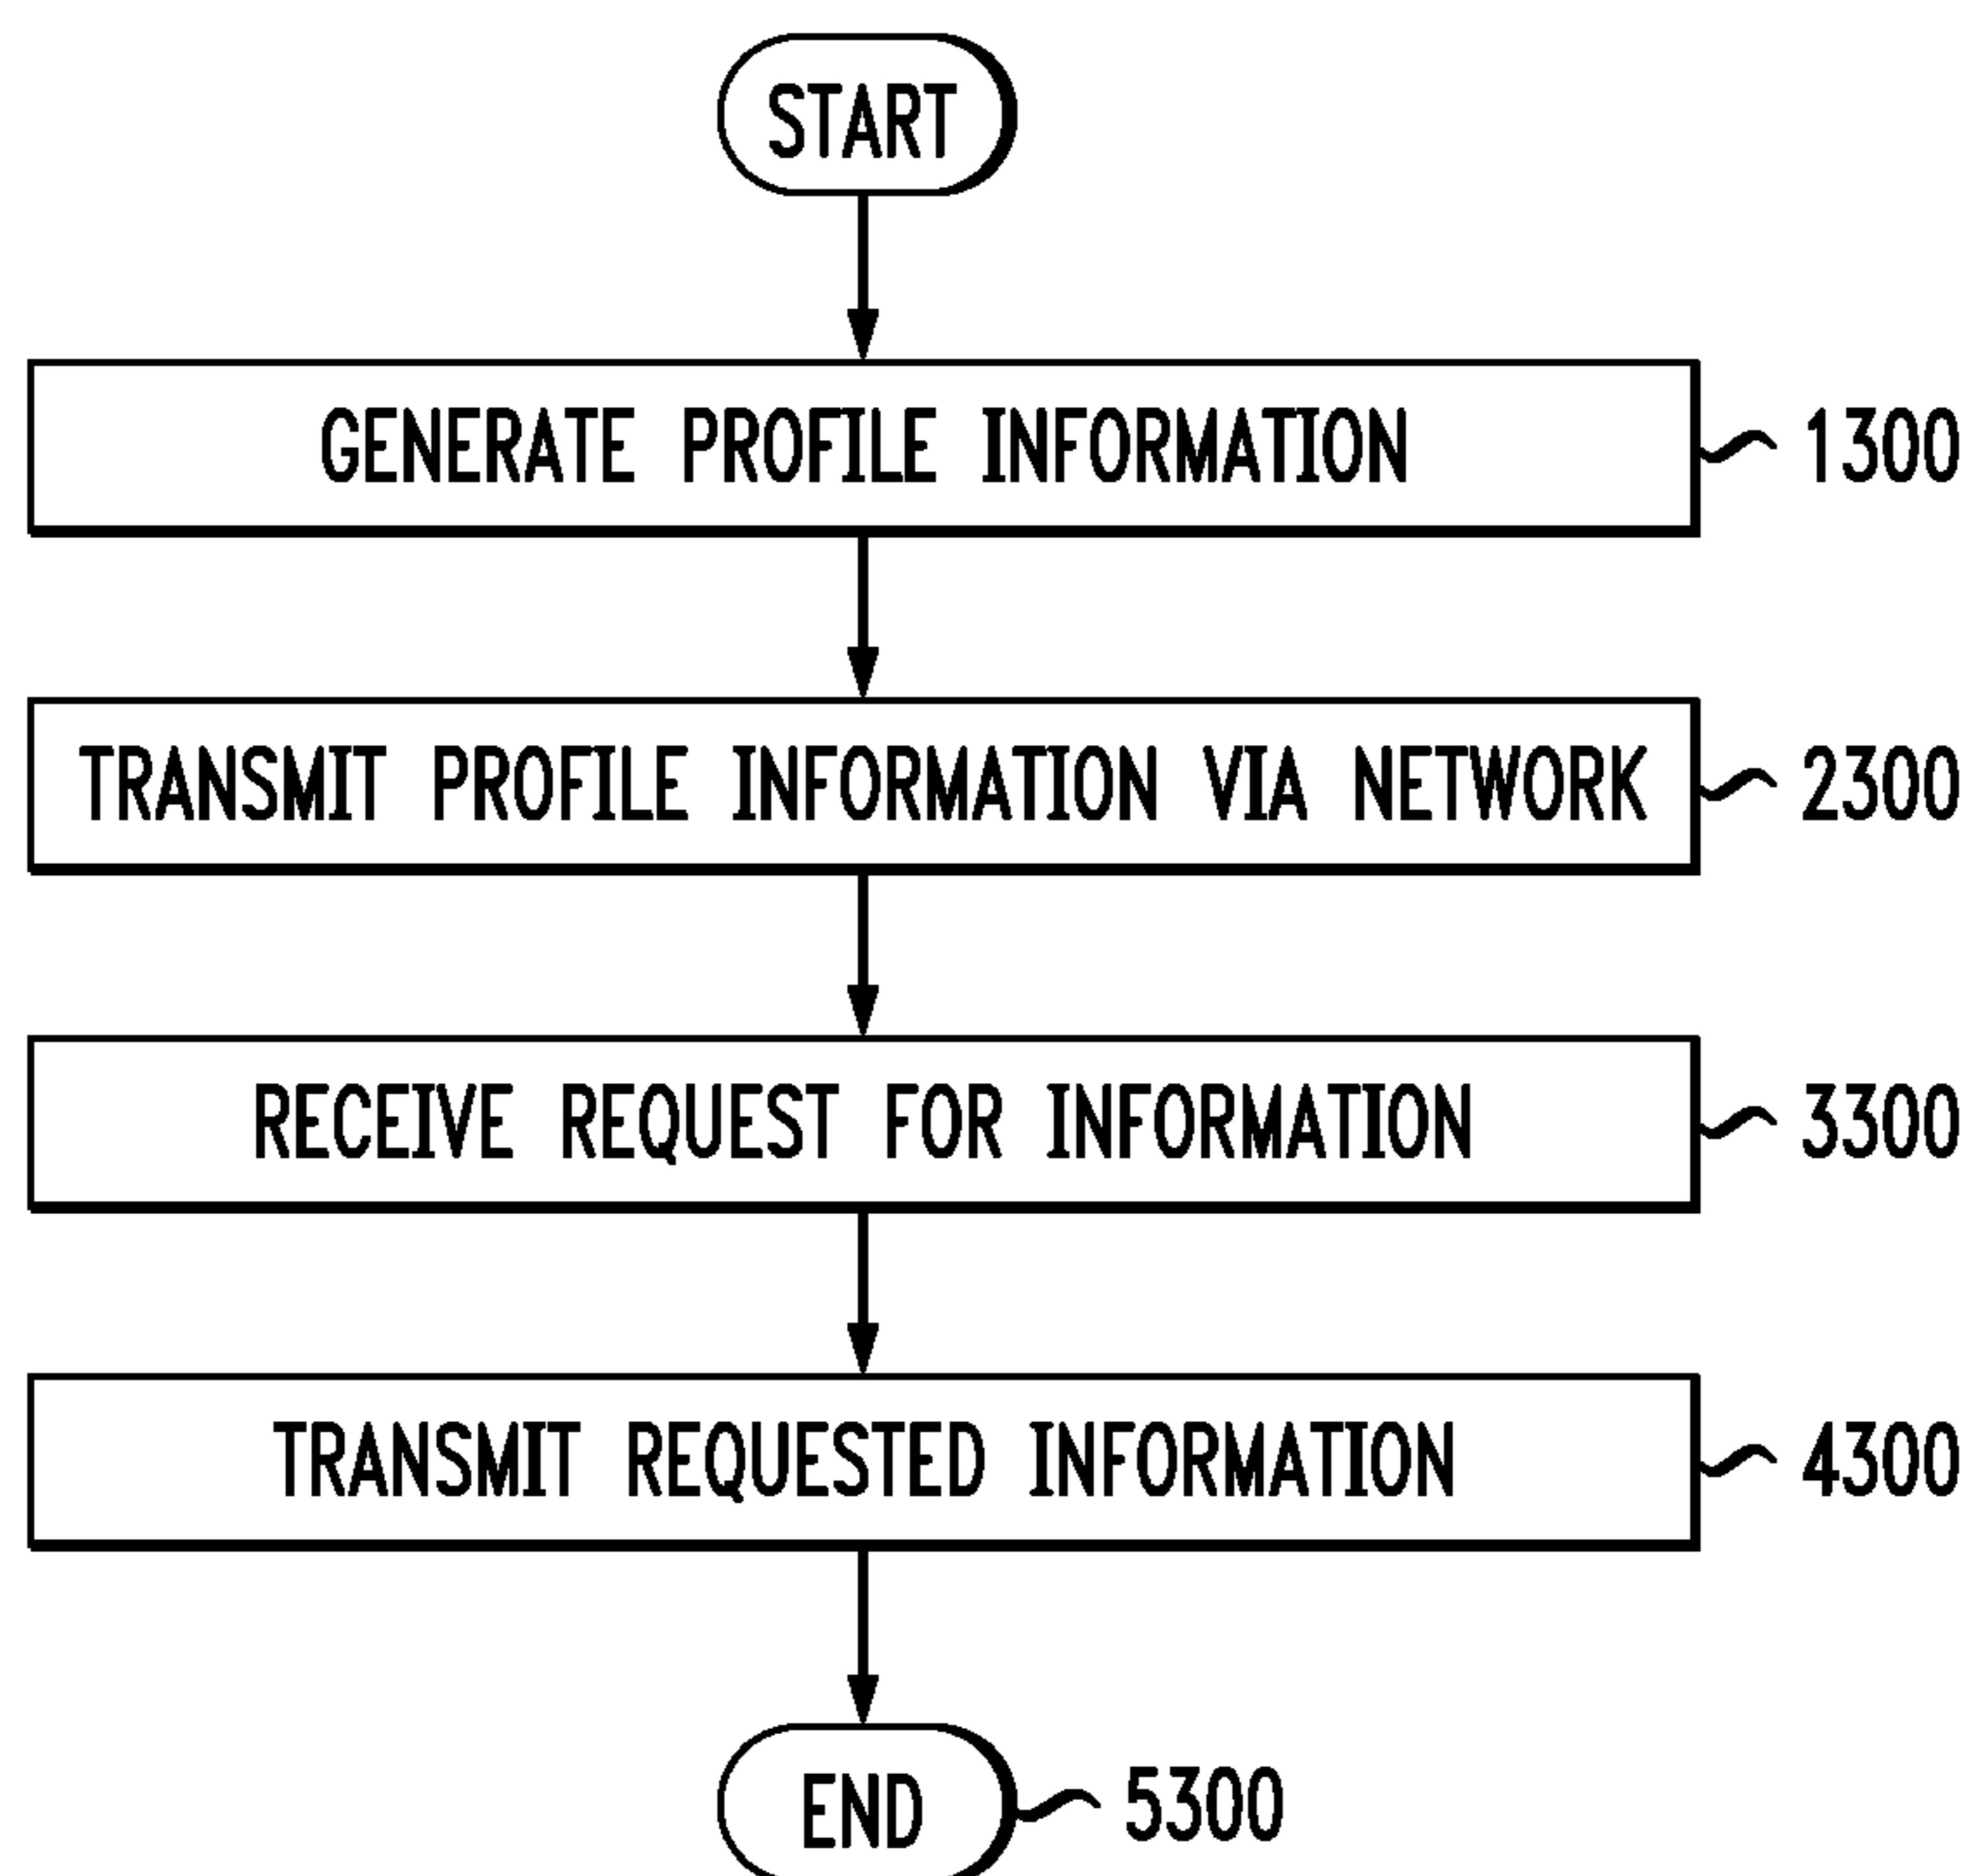 START
GENERATE PROFILE INFORMATION 1300
TRANSMIT PROFILE INFORMATION VIA NETWORK 2300
RECEIVE REQUEST FOR INFORMATION 3300
TRANSMIT REQUESTED INFORMATION 4300
END 5300